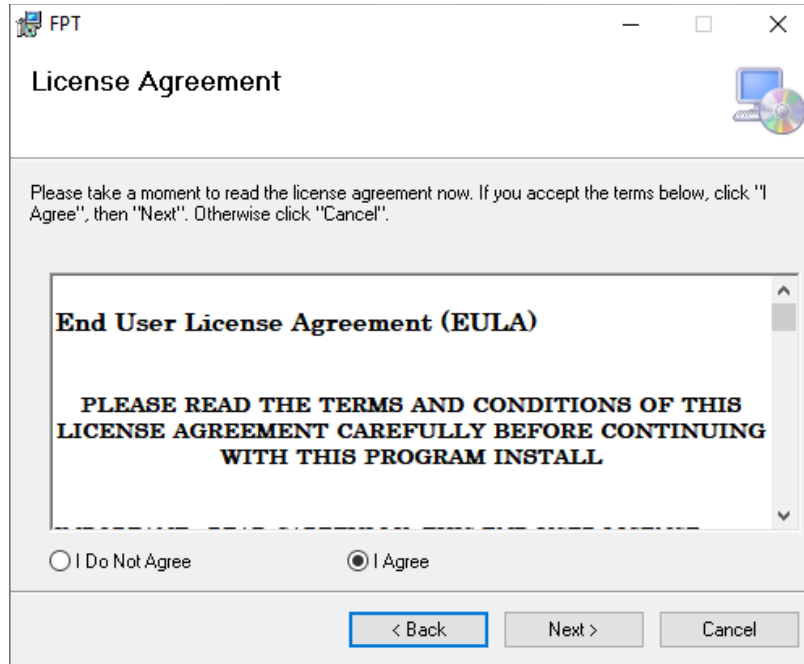 FPT
License Agreement
Please take a moment to read the license agreement now. If you accept the terms below, click "I
Agree", then "Next". Otherwise click "Cancel".
End User License Agreement (EULA)
PLEASE READ THE TERMS AND CONDITIONS OF THIS
LICENSE AGREEMENT CAREFULLY BEFORE CONTINUING
WITH THIS PROGRAM INSTALL
I Do Not Agree
I Agree
< Back
Next >
Cancel